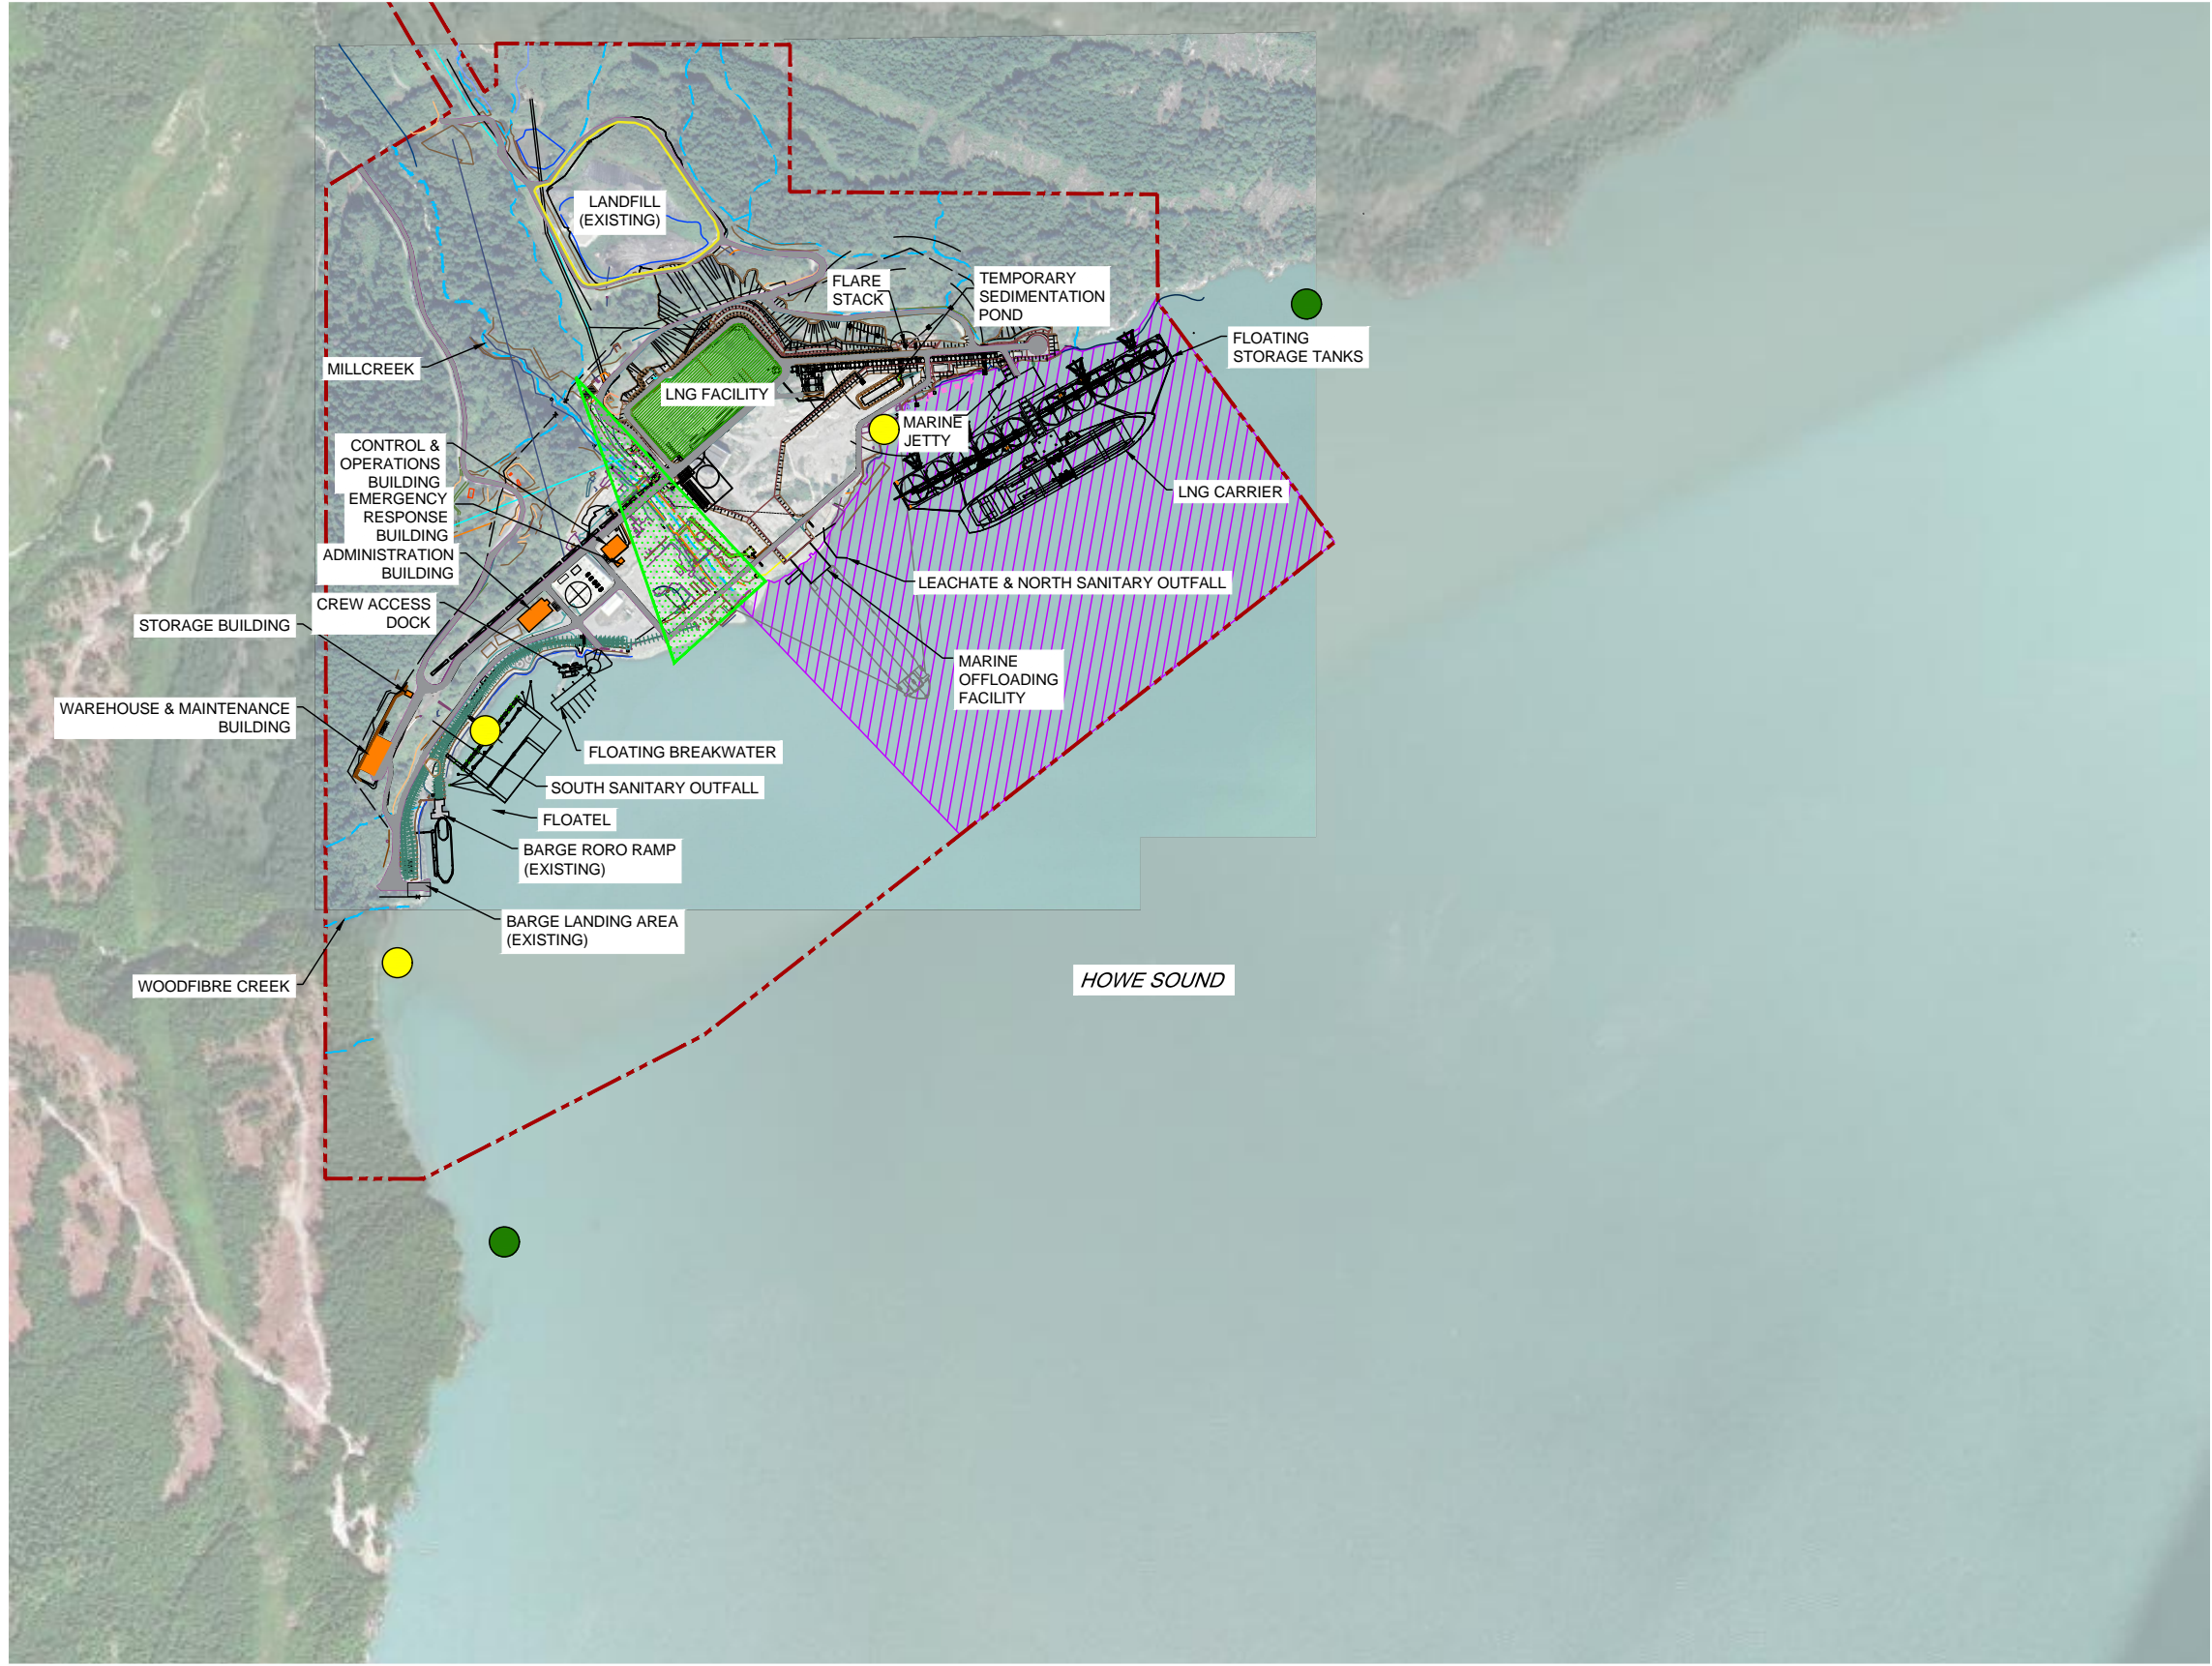 LANDFILL
(EXISTING)
FLARE
STACK
TEMPORARY
SEDIMENTATION
POND
FLOATING
STORAGE TANKS
MILLCREEK
LNG FACILITY
MARINE
JETTY
CONTROL &
OPERATIONS
BUILDING
EMERGENCY
RESPONSE
BUILDING
LNG CARRIER
ADMINISTRATION
BUILDING
LEACHATE & NORTH SANITARY OUTFALL
CREW ACCESS
DOCK
STORAGE BUILDING
MARINE
OFFLOADING
FACILITY
WAREHOUSE & MAINTENANCE
BUILDING
FLOATING BREAKWATER
SOUTH SANITARY OUTFALL
FLOATEL
BARGE RORO RAMP
(EXISTING)
BARGE LANDING AREA
(EXISTING)
WOODFIBRE CREEK
HOWE SOUND